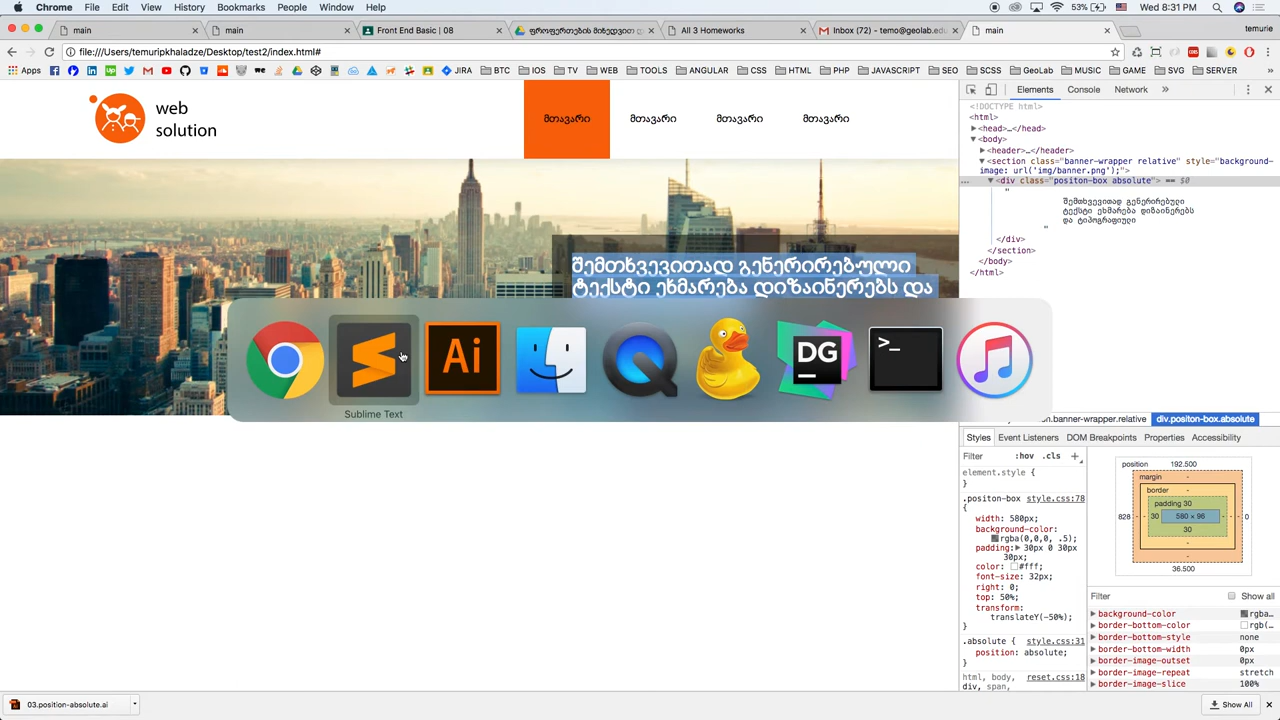 Chrome File Edit View History Bookmarks People Window Help 53% Wed 8:31 PM
main main Front End Basic | 08 All 3 Homeworks Inbox (72) - temo@geolab.edu main temurie
file:///Users/temuripkhaladze/Desktop/test2/index.html#
Apps JIRA BTC IOS TV WEB TOOLS ANGULAR CSS HTML PHP JAVASCRIPT SEO SCSS GeoLab MUSIC GAME SVG SERVER
web
solution
მთავარი მთავარი მთავარი მთავარი
შემთხვევითად გენერირებული
ტექსტი ეხმარება დიზაინერებს და
Ai
DG
>_
Sublime Text
Elements Console Network »
<!DOCTYPE html>
<html>
<head>…</head>
<body>
<header>…</header>
<section class="banner-wrapper relative" style="background-
image: url('img/banner.png');">
… <div class="positon-box absolute"> == $0
"
შემთხვევითად გენერირებული
ტექსტი ეხმარება დიზაინერებს
და ტიპოგრაფიული
"
</div>
</section>
</body>
</html>
on.banner-wrapper.relative div.positon-box.absolute
Styles Event Listeners DOM Breakpoints Properties Accessibility
Filter :hov .cls +
element.style {
}
.positon-box style.css:78
{
width: 580px;
background-color:
rgba(0,0,0, .5);
padding: 30px 0 30px
30px;
color: #fff;
font-size: 32px;
right: 0;
top: 50%;
transform:
translateY(-50%);
}
.absolute { style.css:31
position: absolute;
}
html, body, reset.css:18
div, span,
position 192.500
margin -
border -
padding 30
828 - - 30 580 × 96 - - 0
30
-
-
36.500
Filter Show all
background-color rgba…
border-bottom-color rgb(…
border-bottom-style none
border-bottom-width 0px
border-image-outset 0px
border-image-repeat stretch
border-image-slice 100%
03.position-absolute.ai
Show All